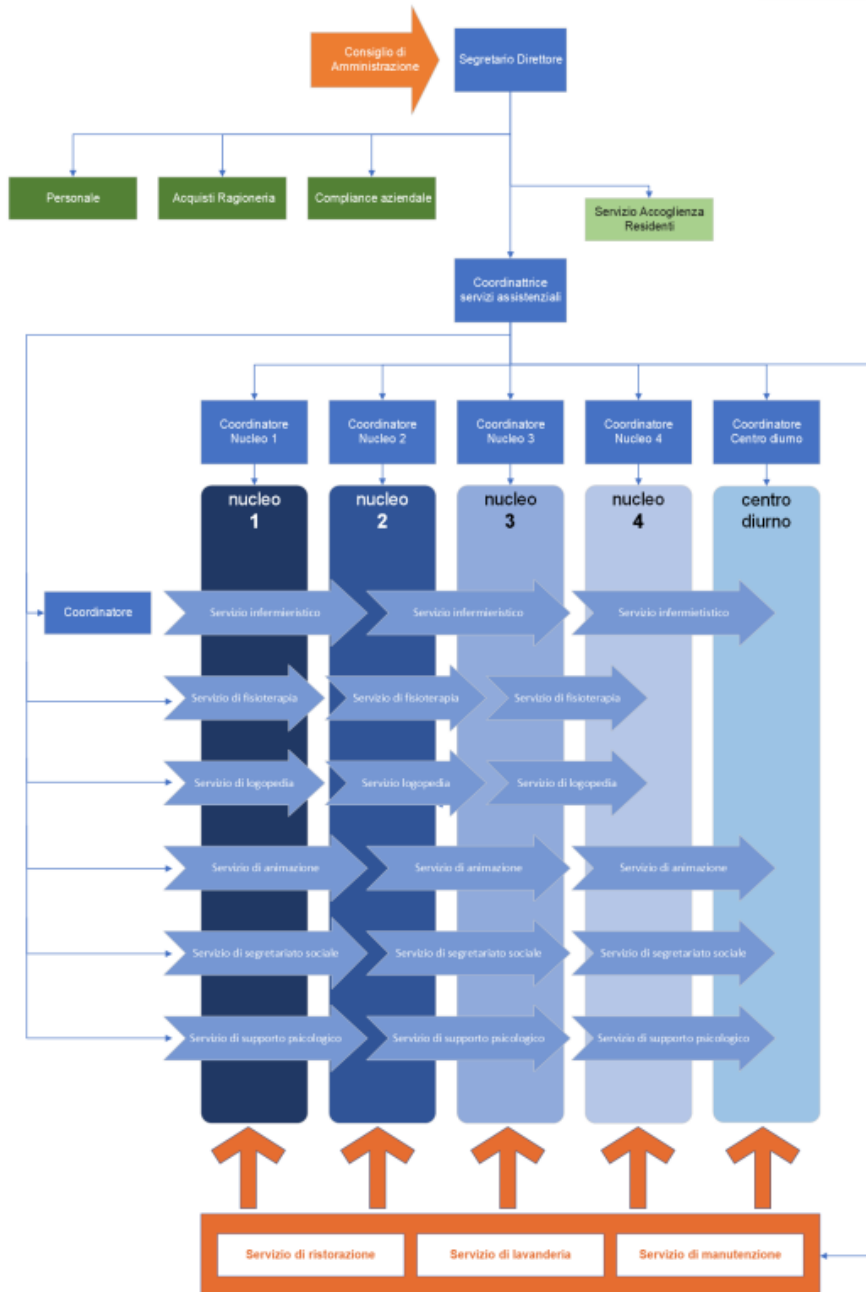 Consiglio di
Amministrazione
Segretario Direttore
Personale
Acquisti Ragioneria
Compliance aziendale
Servizio Accoglienza
Residenti
Coordinattrice
servizi assistenziali
Coordinatore
Nucleo 1
Coordinatore
Nucleo 2
Coordinatore
Nucleo 3
Coordinatore
Nucleo 4
Coordinatore
Centro diurno
nucleo
1
nucleo
2
nucleo
3
nucleo
4
centro
diurno
Coordinatore
Servizio infermieristico
Servizio infermieristico
Servizio infermietistico
Servizio di fisioterapia
Servizio di fisioterapia
Servizio di fisioterapia
Servizio di logopedia
Servizio logopedia
Servizio di logopedia
Servizio di animazione
Servizio di animazione
Servizio di animazione
Servizio di segretariato sociale
Servizio di segretariato sociale
Servizio di segretariato sociale
Servizio di supporto psicologico
Servizio di supporto psicologico
Servizio di supporto psicologico
Servizio di ristorazione
Servizio di lavanderia
Servizio di manutenzione